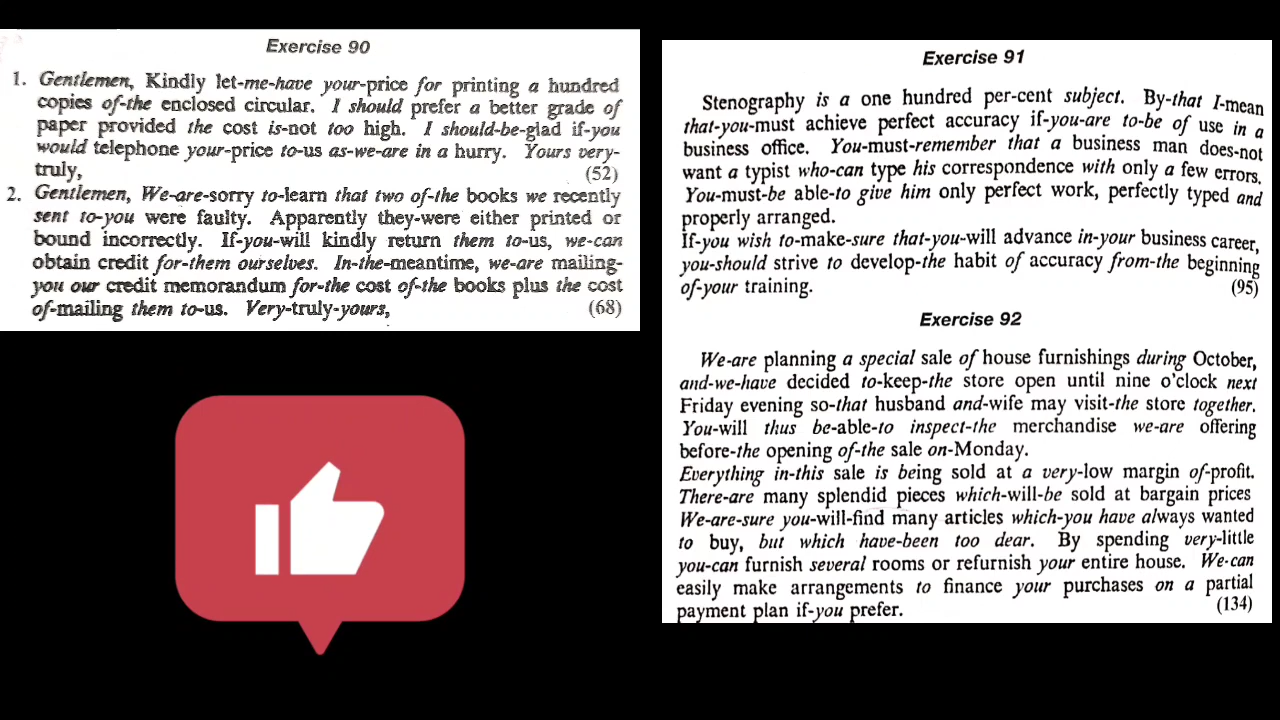 Exercise 90
1. Gentlemen, Kindly let-me-have your-price for printing a hundred
copies of-the enclosed circular. I should prefer a better grade of
paper provided the cost is-not too high. I should-be-glad if-you
would telephone your-price to-us as-we-are in a hurry. Yours very-
truly, (52)
2. Gentlemen, We-are-sorry to-learn that two of-the books we recently
sent to-you were faulty. Apparently they-were either printed or
bound incorrectly. If-you-will kindly return them to-us, we-can
obtain credit for-them ourselves. In-the-meantime, we-are mailing-
you our credit memorandum for-the cost of-the books plus the cost
of-mailing them to-us. Very-truly-yours, (68)
Exercise 91
Stenography is a one hundred per-cent subject. By-that I-mean
that-you-must achieve perfect accuracy if-you-are to-be of use in a
business office. You-must-remember that a business man does-not
want a typist who-can type his correspondence with only a few errors.
You-must-be able-to give him only perfect work, perfectly typed and
properly arranged.
If-you wish to-make-sure that-you-will advance in-your business career,
you-should strive to develop-the habit of accuracy from-the beginning
of-your training. (95)
Exercise 92
We-are planning a special sale of house furnishings during October,
and-we-have decided to-keep-the store open until nine o'clock next
Friday evening so-that husband and-wife may visit-the store together.
You-will thus be-able-to inspect-the merchandise we-are offering
before-the opening of-the sale on-Monday.
Everything in-this sale is being sold at a very-low margin of-profit.
There-are many splendid pieces which-will-be sold at bargain prices
We-are-sure you-will-find many articles which-you have always wanted
to buy, but which have-been too dear. By spending very-little
you-can furnish several rooms or refurnish your entire house. We-can
easily make arrangements to finance your purchases on a partial
payment plan if-you prefer. (134)